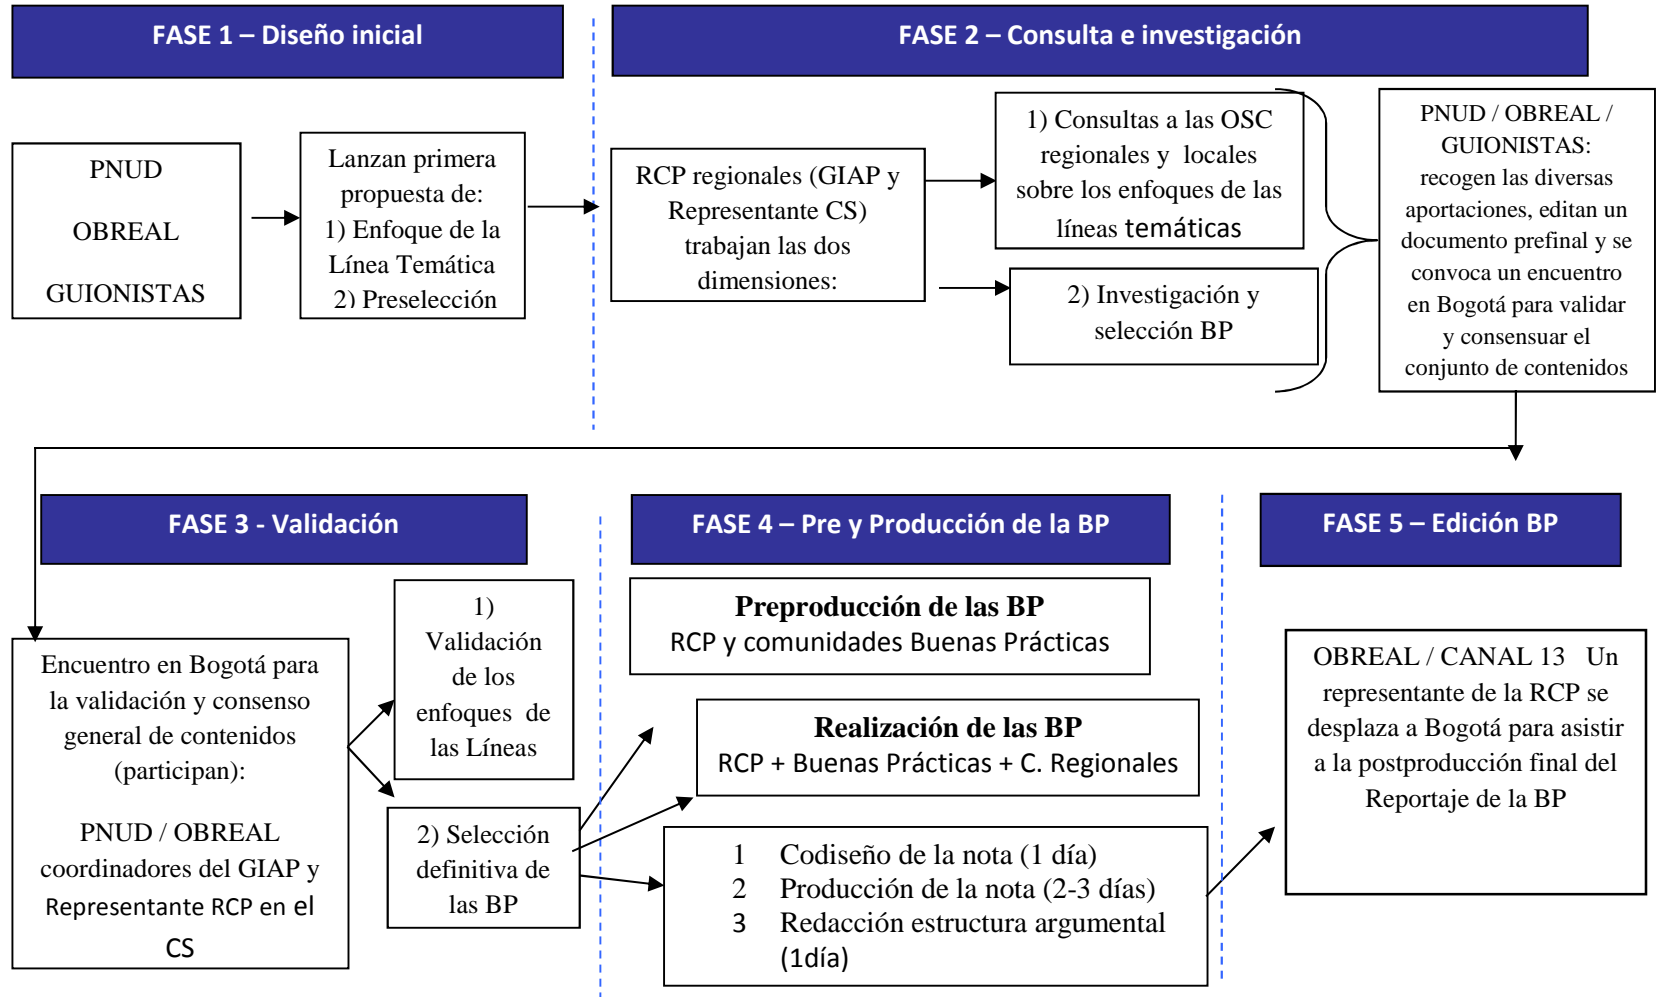 FASE 1 – Diseño inicial
FASE 2 – Consulta e investigación
PNUD
OBREAL
GUIONISTAS
Lanzan primera
propuesta de:
1) Enfoque de la
Línea Temática
2) Preselección
RCP regionales (GIAP y
Representante CS)
trabajan las dos
dimensiones:
1) Consultas a las OSC
regionales y locales
sobre los enfoques de las
líneas temáticas
2) Investigación y
selección BP
PNUD / OBREAL /
GUIONISTAS:
recogen las diversas
aportaciones, editan un
documento prefinal y se
convoca un encuentro
en Bogotá para validar
y consensuar el
conjunto de contenidos
FASE 3 - Validación
FASE 4 – Pre y Producción de la BP
FASE 5 – Edición BP
Encuentro en Bogotá para
la validación y consenso
general de contenidos
(participan):
PNUD / OBREAL
coordinadores del GIAP y
Representante RCP en el
CS
1)
Validación
de los
enfoques de
las Líneas
2) Selección
definitiva de
las BP
Preproducción de las BP
RCP y comunidades Buenas Prácticas
Realización de las BP
RCP + Buenas Prácticas + C. Regionales
1 Codiseño de la nota (1 día)
2 Producción de la nota (2-3 días)
3 Redacción estructura argumental
(1día)
OBREAL / CANAL 13 Un
representante de la RCP se
desplaza a Bogotá para asistir
a la postproducción final del
Reportaje de la BP